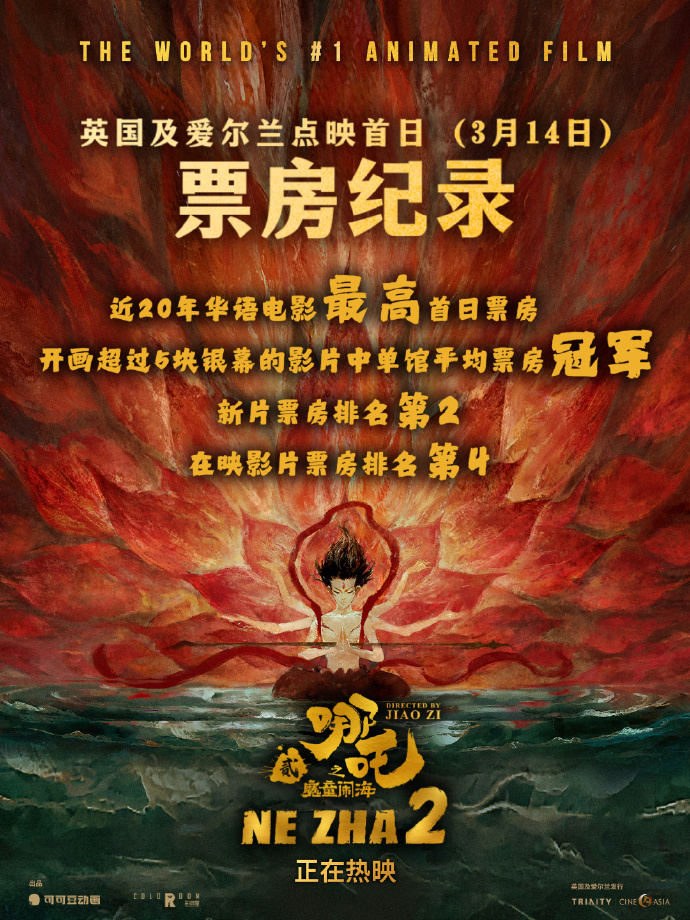 THE WORLD'S #1 ANIMATED FILM
英国及爱尔兰点映首日 (3月14日)
票房纪录
近20年华语电影最高首日票房
开画超过5块银幕的影片中单馆平均票房冠军
新片票房排名第2
在映影片票房排名第4
DIRECTED BY
JIAO ZI
哪吒
贰
之
魔童闹海
NE ZHA 2
正在热映
出品
可可豆动画
COLOROOM
英国及爱尔兰发行
TRINITY CINE ASIA